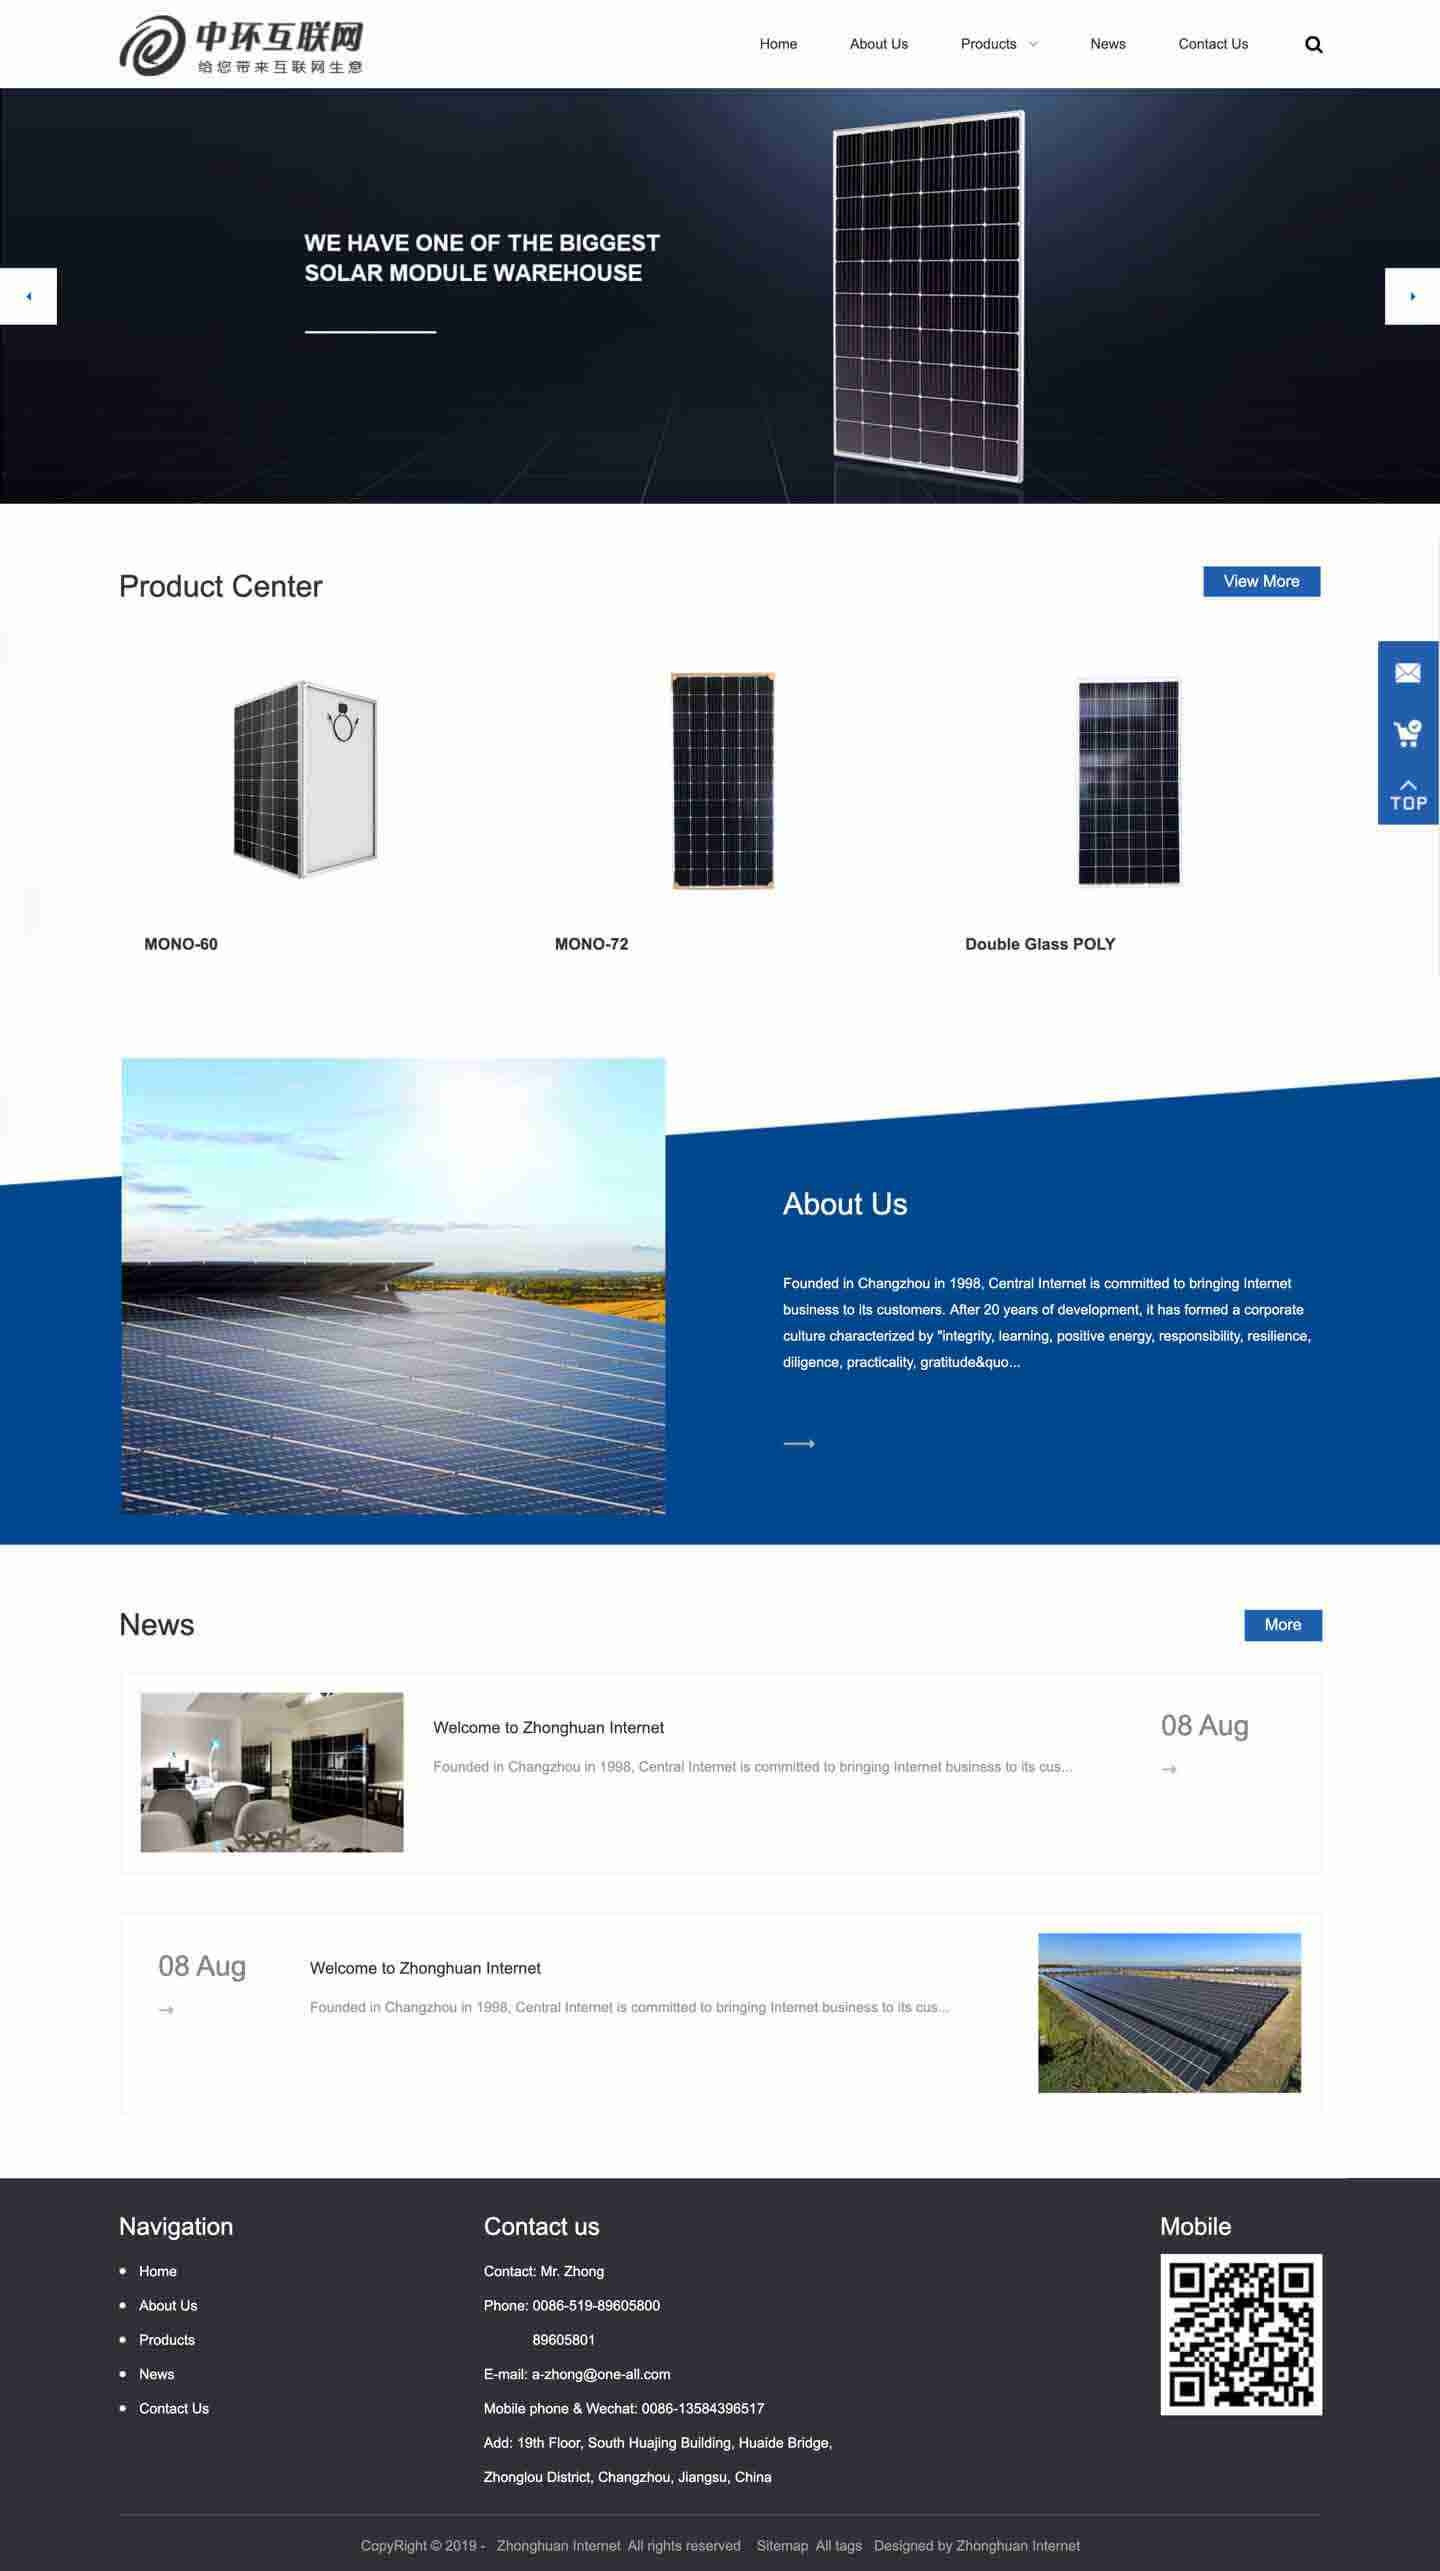 中环互联网
给您带来互联网生意
Home
About Us
Products
News
Contact Us
WE HAVE ONE OF THE BIGGEST
SOLAR MODULE WAREHOUSE
Product Center
View More
TOP
MONO-60
MONO-72
Double Glass POLY
About Us
Founded in Changzhou in 1998, Central Internet is committed to bringing Internet
business to its customers. After 20 years of development, it has formed a corporate
culture characterized by "integrity, learning, positive energy, responsibility, resilience,
diligence, practicality, gratitude&quo...
News
More
Welcome to Zhonghuan Internet
Founded in Changzhou in 1998, Central Internet is committed to bringing Internet business to its cus...
08 Aug
08 Aug
Welcome to Zhonghuan Internet
Founded in Changzhou in 1998, Central Internet is committed to bringing Internet business to its cus...
Navigation
Home
About Us
Products
News
Contact Us
Contact us
Contact: Mr. Zhong
Phone: 0086-519-89605800
89605801
E-mail: a-zhong@one-all.com
Mobile phone & Wechat: 0086-13584396517
Add: 19th Floor, South Huajing Building, Huaide Bridge,
Zhonglou District, Changzhou, Jiangsu, China
Mobile
CopyRight © 2019 - Zhonghuan Internet All rights reserved Sitemap All tags Designed by Zhonghuan Internet